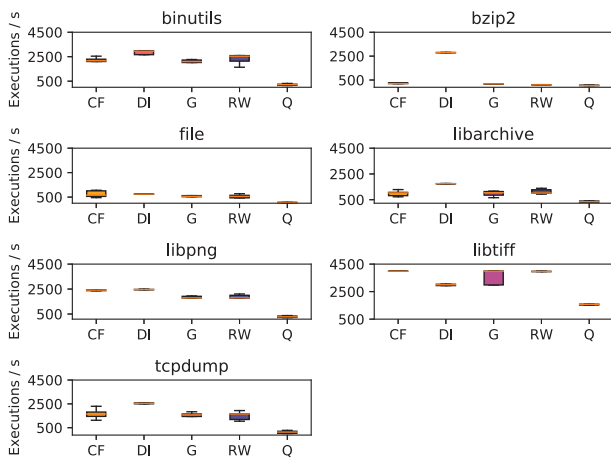 binutils
Executions / s
4500
2500
500
CF DI G RW Q
bzip2
4500
2500
500
CF DI G RW Q
file
Executions / s
4500
2500
500
CF DI G RW Q
libarchive
4500
2500
500
CF DI G RW Q
libpng
Executions / s
4500
2500
500
CF DI G RW Q
libtiff
4500
2500
500
CF DI G RW Q
tcpdump
Executions / s
4500
2500
500
CF DI G RW Q